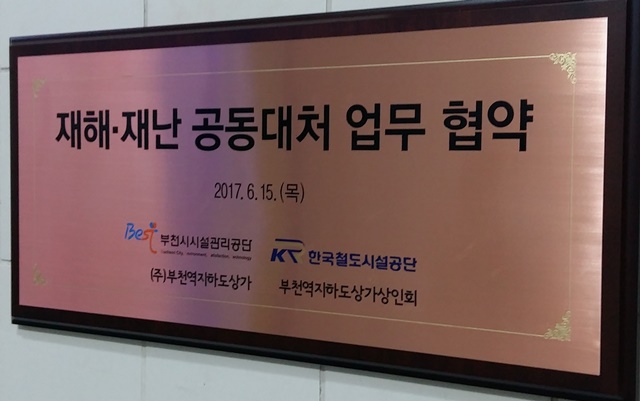 재해·재난 공동대처 업무 협약
2017. 6. 15. (목)
Best 부천시시설관리공단 KR 한국철도시설공단
(주)부천역지하도상가 부천역지하도상가상인회